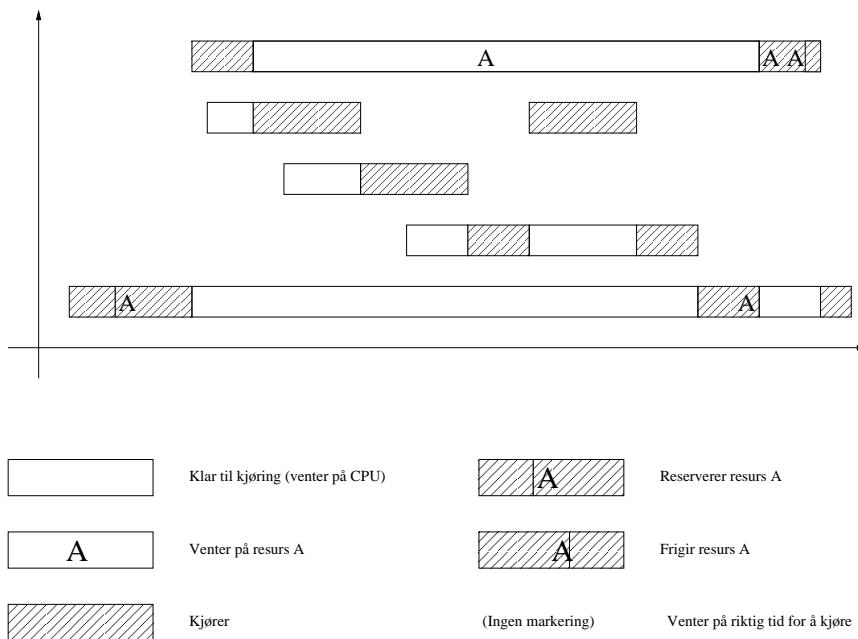 A
A A
A
A
Klar til kjøring (venter på CPU)
A
Reserverer resurs A
A
Venter på resurs A
A
Frigir resurs A
Kjører
(Ingen markering)
Venter på riktig tid for å kjøre